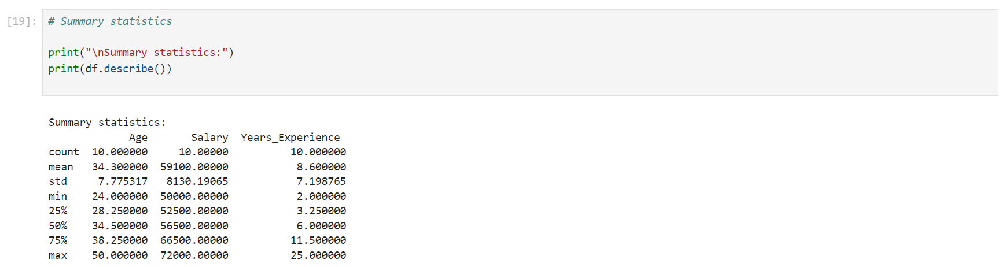 [19]: # Summary statistics
print("\nSummary statistics:")
print(df.describe())
Summary statistics:
             Age       Salary  Years_Experience
count  10.000000     10.00000         10.000000
mean   34.300000  59100.00000          8.600000
std     7.775317   8130.19065          7.198765
min    24.000000  50000.00000          2.000000
25%    28.250000  52500.00000          3.250000
50%    34.500000  56500.00000          6.000000
75%    38.250000  66500.00000         11.500000
max    50.000000  72000.00000         25.000000